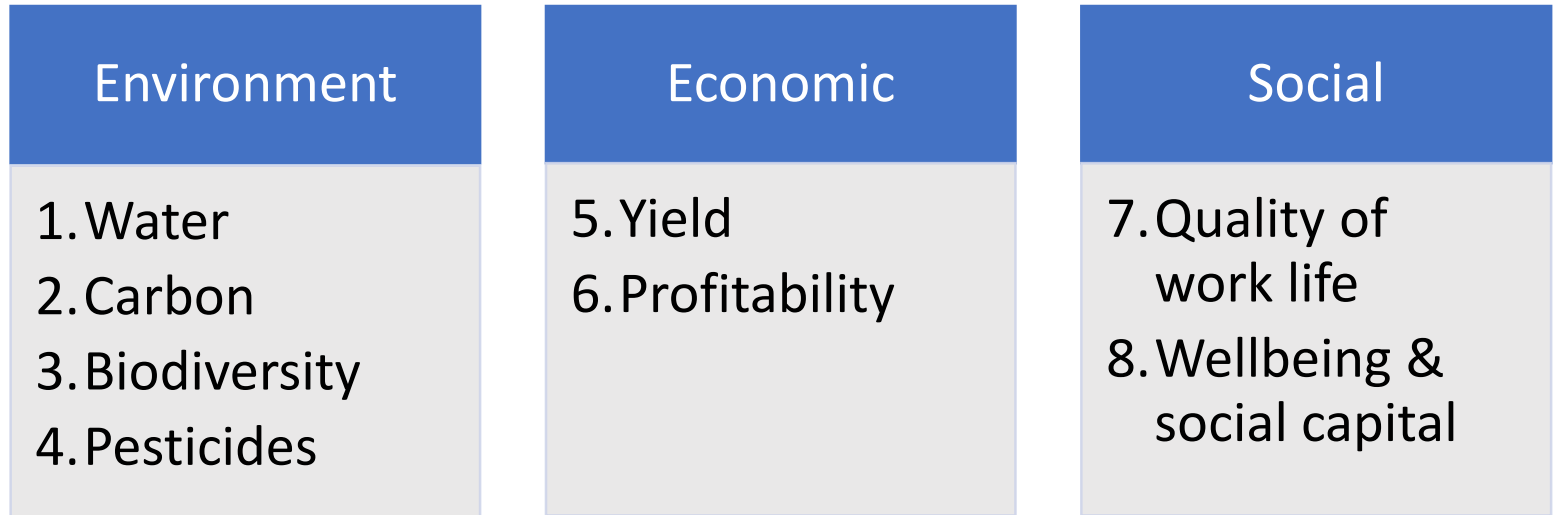 Environment
1.Water
2.Carbon
3.Biodiversity
4.Pesticides
Economic
5.Yield
6.Profitability
Social
7.Quality of
work life
8.Wellbeing &
social capital